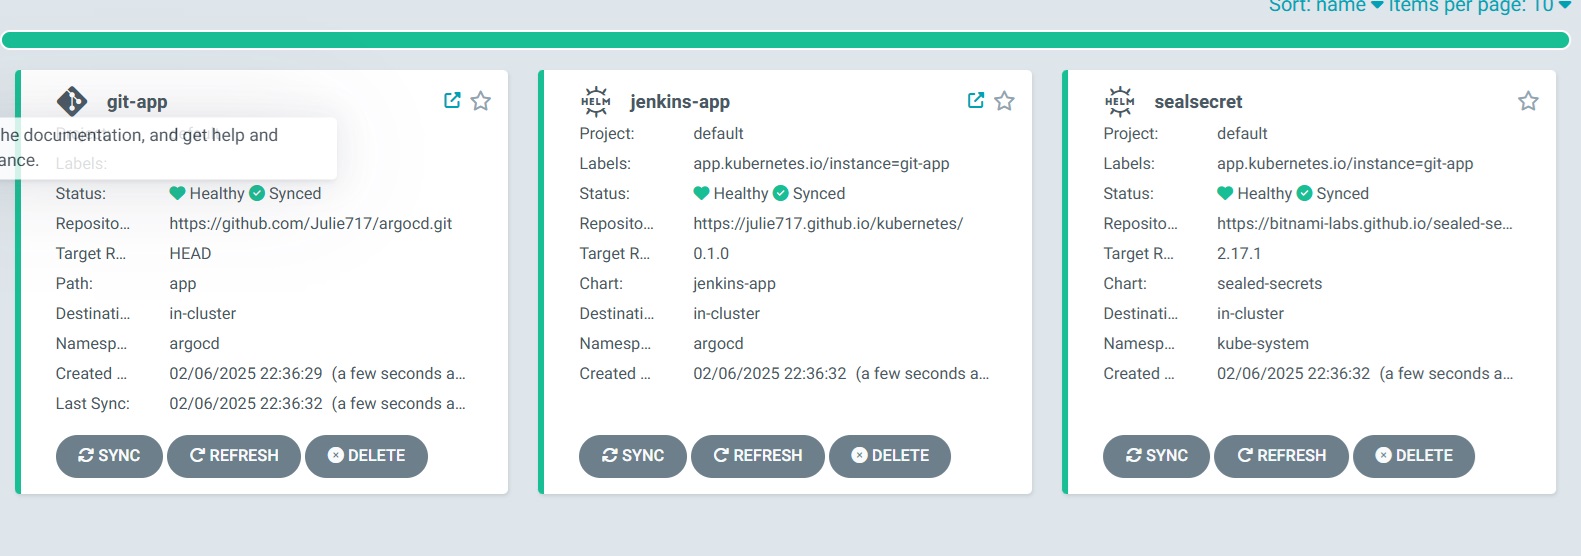 Sort: name Items per page: 10
git-app
he documentation, and get help and
ance.
Labels:
Status: Healthy Synced
Reposito... https://github.com/Julie717/argocd.git
Target R... HEAD
Path: app
Destinati... in-cluster
Namesp... argocd
Created ... 02/06/2025 22:36:29 (a few seconds a...
Last Sync: 02/06/2025 22:36:32 (a few seconds a...
SYNC REFRESH DELETE
HELM jenkins-app
Project: default
Labels: app.kubernetes.io/instance=git-app
Status: Healthy Synced
Reposito... https://julie717.github.io/kubernetes/
Target R... 0.1.0
Chart: jenkins-app
Destinati... in-cluster
Namesp... argocd
Created ... 02/06/2025 22:36:32 (a few seconds a...
SYNC REFRESH DELETE
HELM sealsecret
Project: default
Labels: app.kubernetes.io/instance=git-app
Status: Healthy Synced
Reposito... https://bitnami-labs.github.io/sealed-se...
Target R... 2.17.1
Chart: sealed-secrets
Destinati... in-cluster
Namesp... kube-system
Created ... 02/06/2025 22:36:32 (a few seconds a...
SYNC REFRESH DELETE